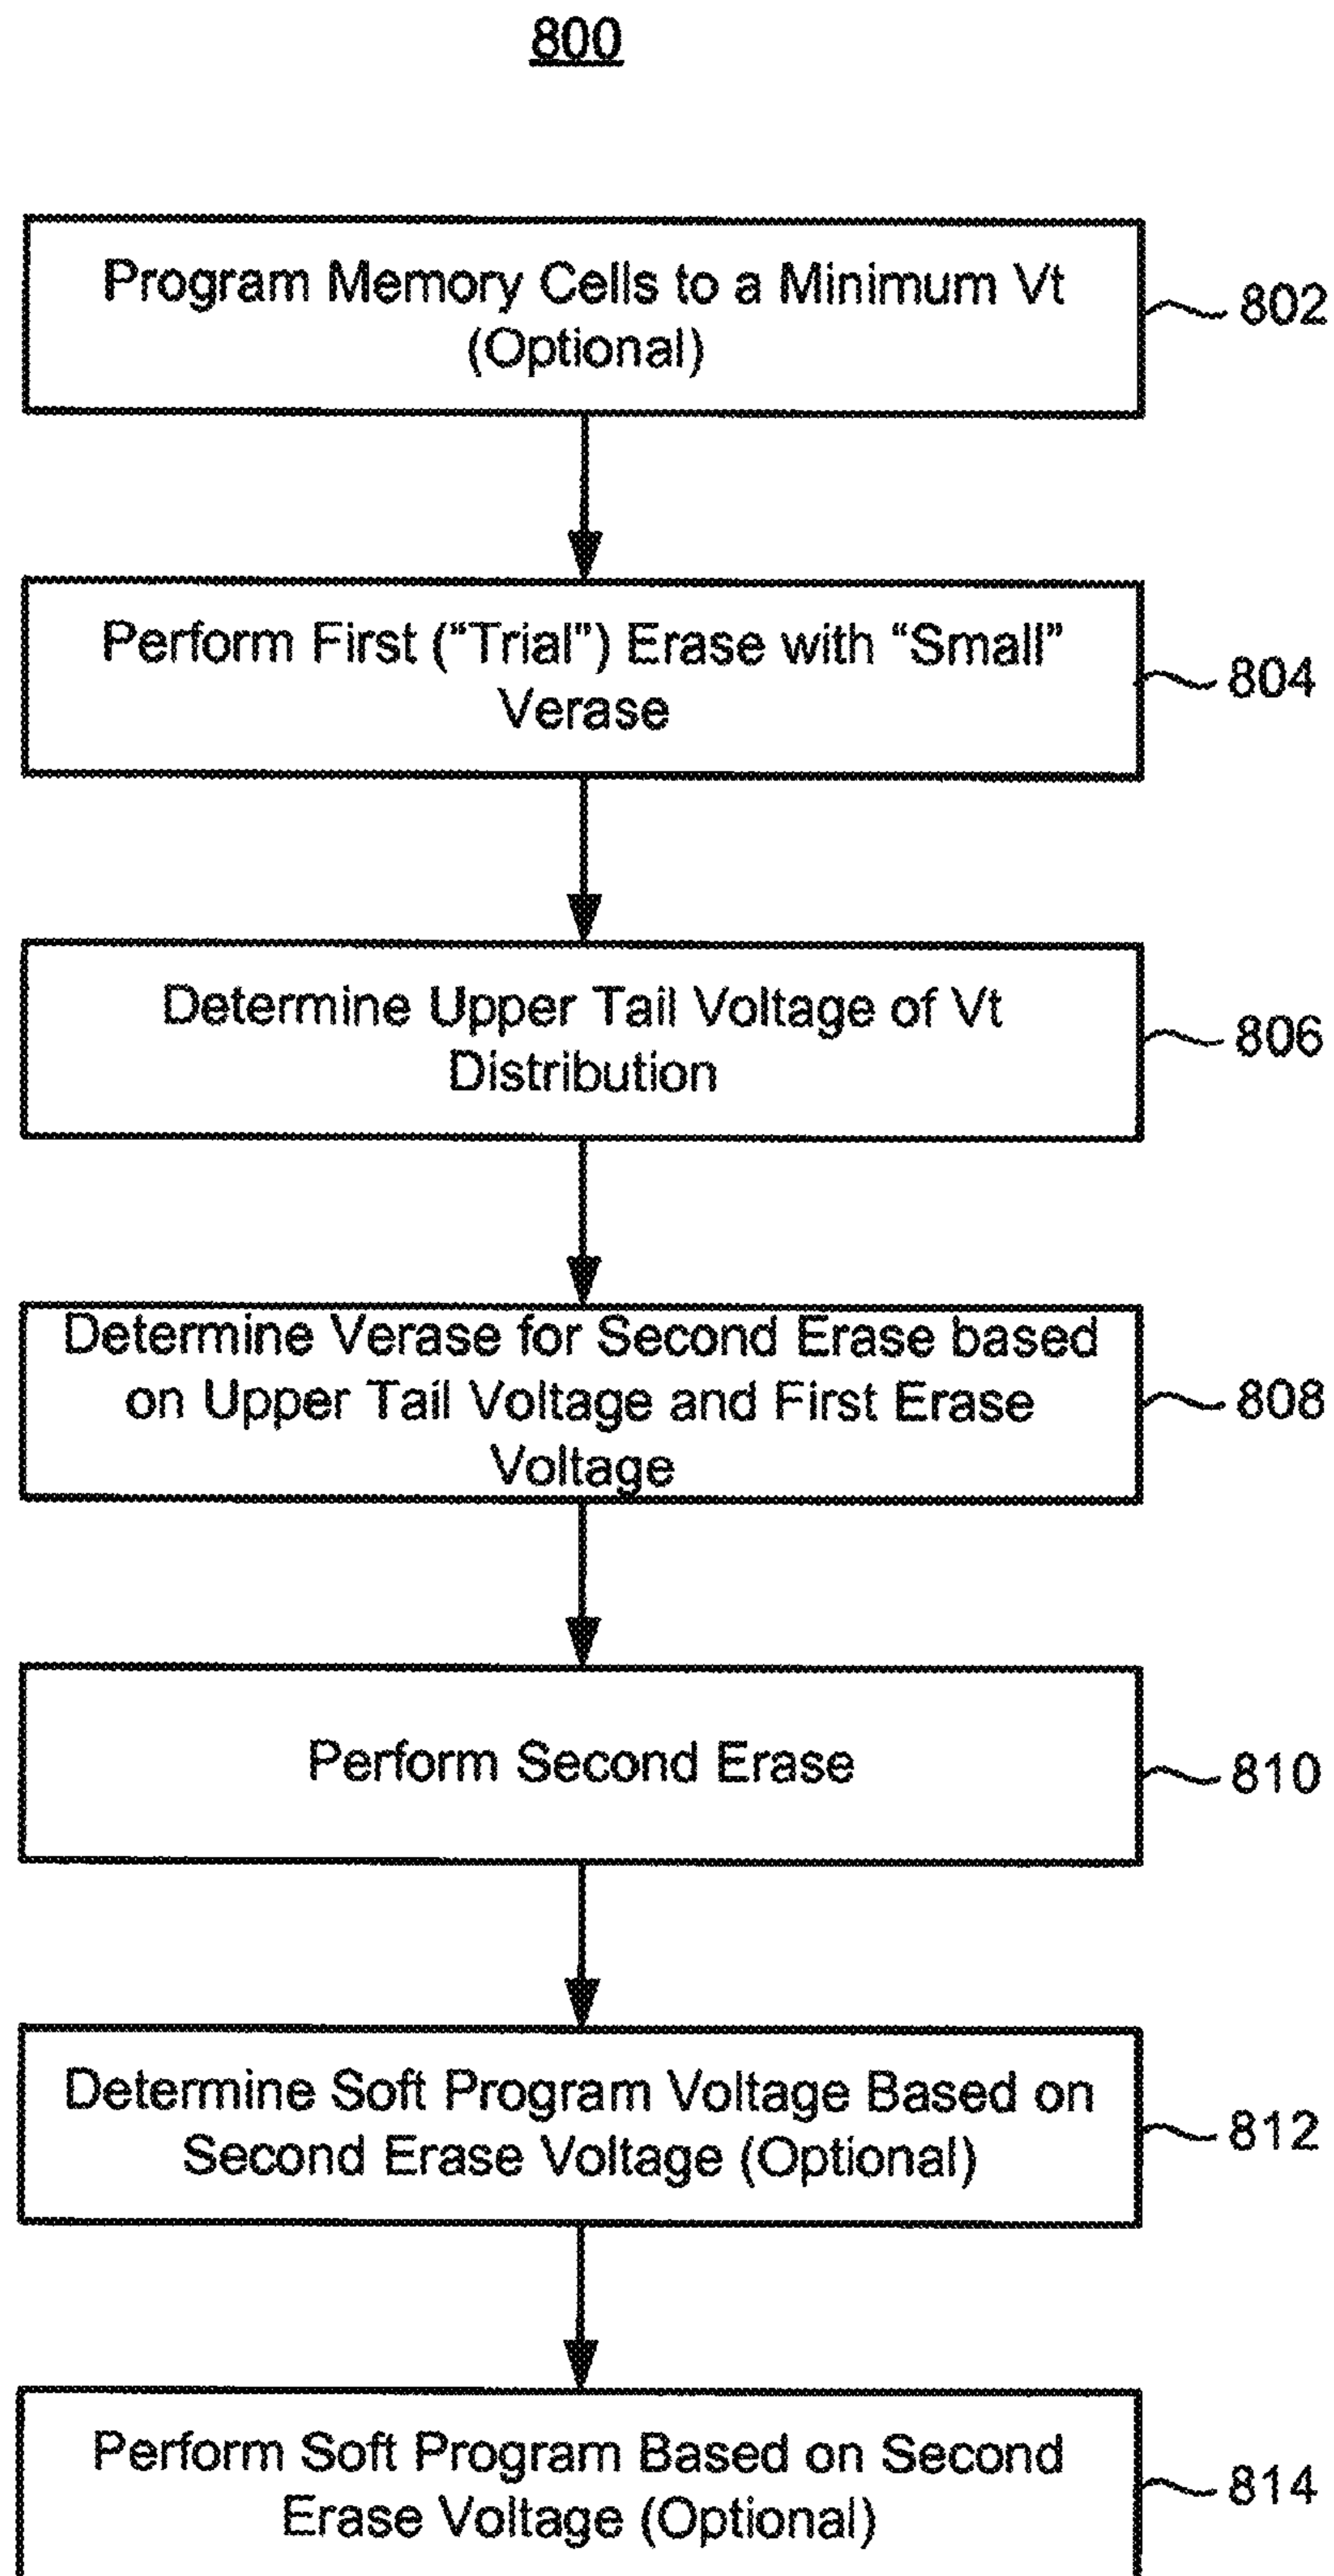 800
Program Memory Cells to a Minimum Vt
(Optional)
802
Perform First (“Trial”) Erase with “Small”
Verase
804
Determine Upper Tail Voltage of Vt
Distribution
806
Determine Verase for Second Erase based
on Upper Tail Voltage and First Erase
Voltage
808
Perform Second Erase
810
Determine Soft Program Voltage Based on
Second Erase Voltage (Optional)
812
Perform Soft Program Based on Second
Erase Voltage (Optional)
814